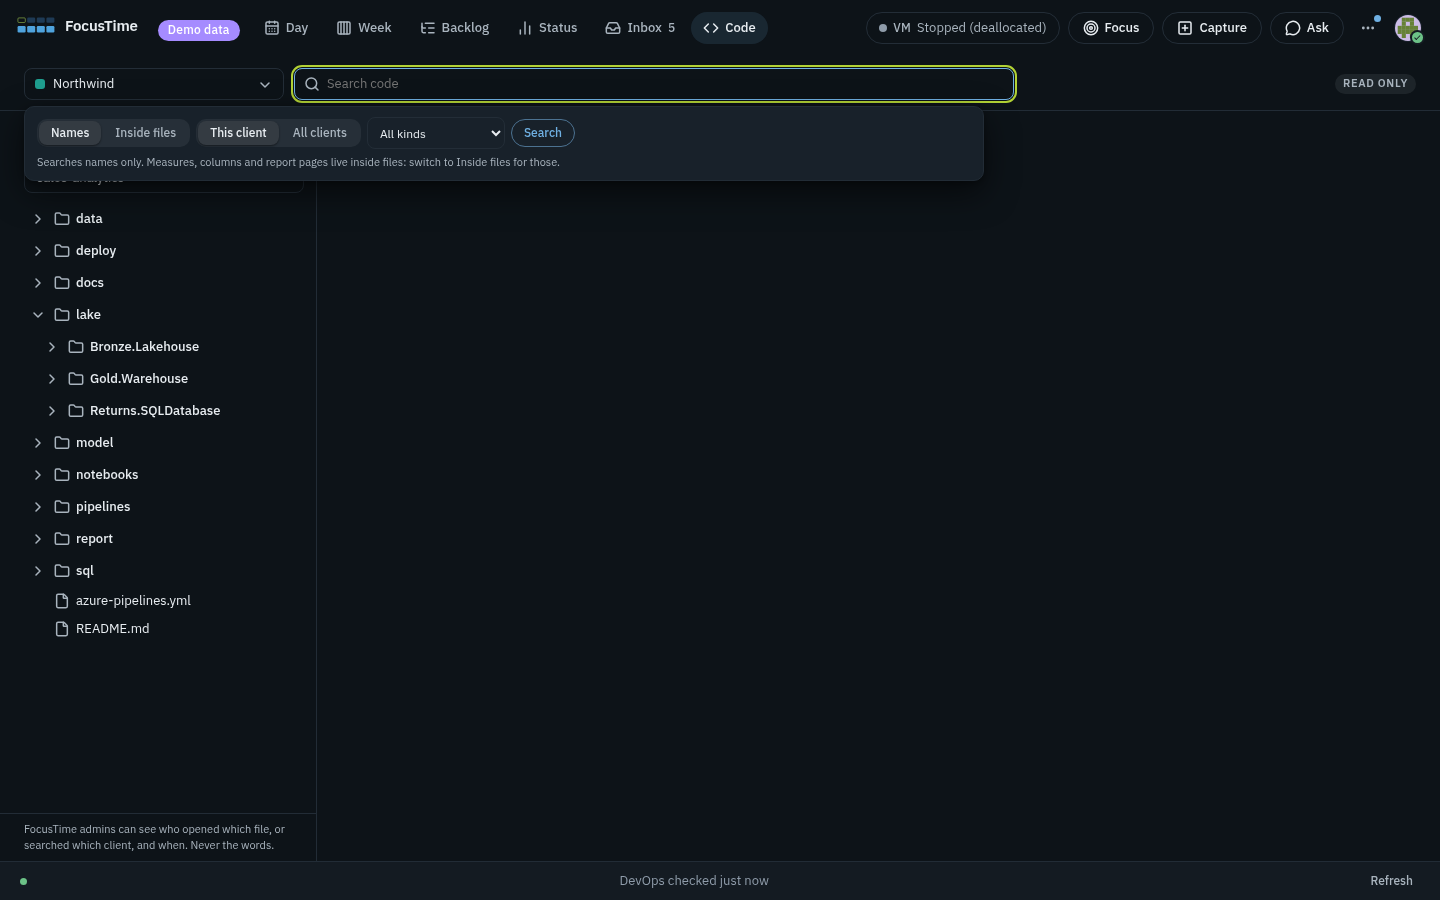 FocusTime
Demo data
Day
Week
Backlog
Status
Inbox 5
Code
VM Stopped (deallocated)
Focus
Capture
Ask
Northwind
Search code
READ ONLY
Names
Inside files
This client
All clients
All kinds
Search
Searches names only. Measures, columns and report pages live inside files: switch to Inside files for those.
data
deploy
docs
lake
Bronze.Lakehouse
Gold.Warehouse
Returns.SQLDatabase
model
notebooks
pipelines
report
sql
azure-pipelines.yml
README.md
FocusTime admins can see who opened which file, or
searched which client, and when. Never the words.
DevOps checked just now
Refresh